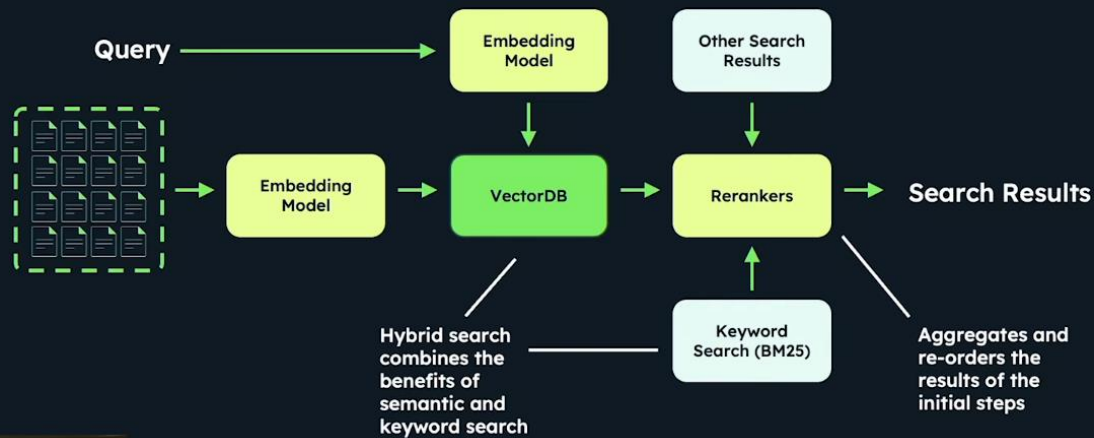 Query
Embedding
Model
Other Search
Results
Embedding
Model
VectorDB
Rerankers
Search Results
Hybrid search
combines the
benefits of
semantic and
keyword search
Keyword
Search (BM25)
Aggregates and
re-orders the
results of the
initial steps